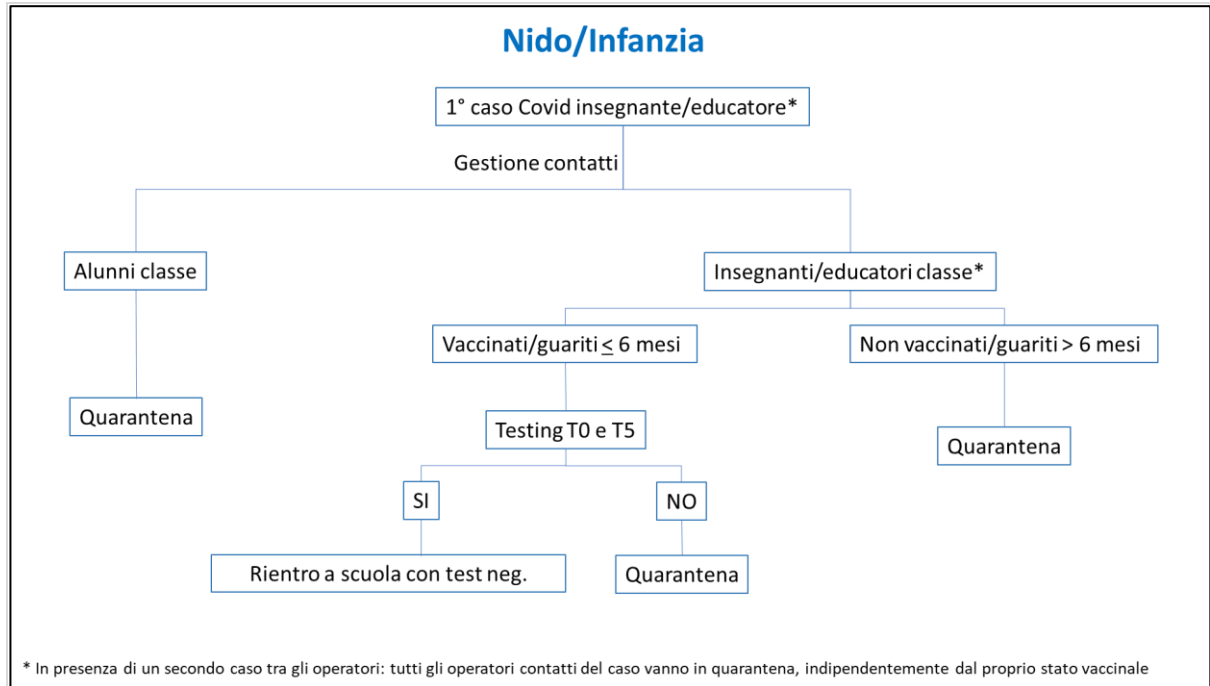 Nido/Infanzia
1° caso Covid insegnante/educatore*
Gestione contatti
Alunni classe
Insegnanti/educatori classe*
Vaccinati/guariti ≤ 6 mesi
Non vaccinati/guariti > 6 mesi
Quarantena
Testing T0 e T5
Quarantena
SI
NO
Rientro a scuola con test neg.
Quarantena
* In presenza di un secondo caso tra gli operatori: tutti gli operatori contatti del caso vanno in quarantena, indipendentemente dal proprio stato vaccinale